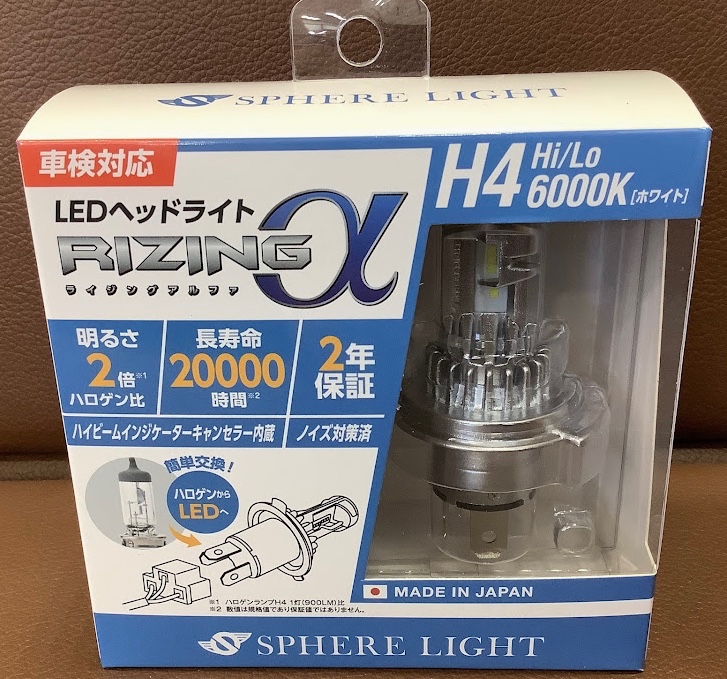 SPHERE LIGHT
車検対応
LEDヘッドライト
RIZINGα
ライジングアルファ
H4 Hi/Lo
6000K [ホワイト]
明るさ
2倍※1
ハロゲン比
長寿命
20000
時間※2
2年
保証
ハイビームインジケーターキャンセラー内蔵
ノイズ対策済
簡単交換!
ハロゲンから
LEDへ
※1 ハロゲンランプH4 1灯(900LM)比
※2 数値は規格値であり保証値ではありません。
MADE IN JAPAN
SPHERE LIGHT